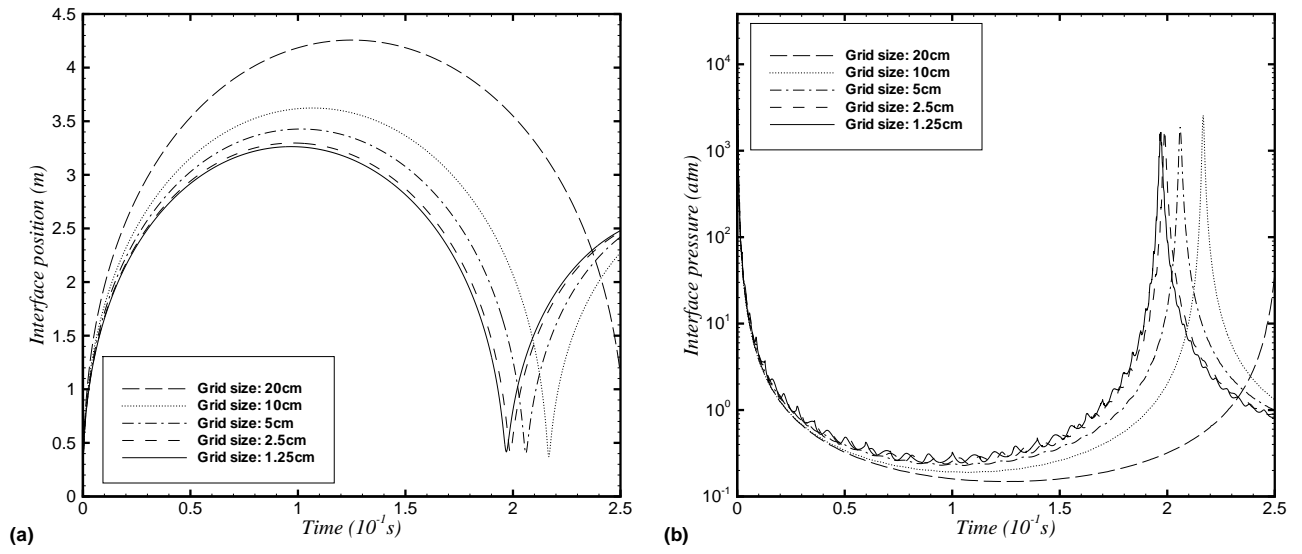 5
4.5
4
3.5
3
2.5
2
1.5
1
0.5
0
Interface position (m)
Grid size: 20cm
Grid size: 10cm
Grid size: 5cm
Grid size: 2.5cm
Grid size: 1.25cm
0 0.5 1 1.5 2 2.5
Time (10⁻¹s)
(a)
10⁴
10³
10²
10¹
10⁰
10⁻¹
Interface pressure (atm)
Grid size: 20cm
Grid size: 10cm
Grid size: 5cm
Grid size: 2.5cm
Grid size: 1.25cm
0 0.5 1 1.5 2 2.5
Time (10⁻¹s)
(b)